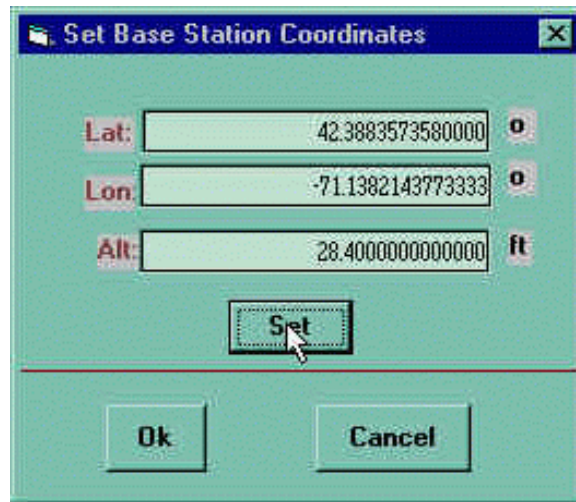 Set Base Station Coordinates
Lat: 42.3883573580000 o
Lon: -71.1382143773333 o
Alt: 28.4000000000000 ft
Set
Ok Cancel